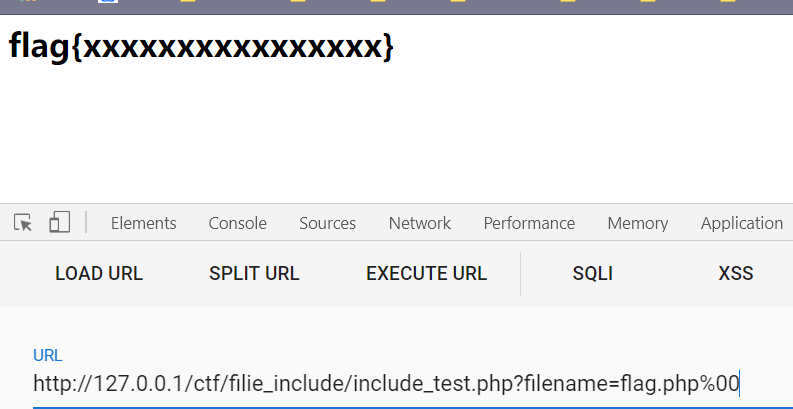 flag{xxxxxxxxxxxxxxxxx}
Elements Console Sources Network Performance Memory Application
LOAD URL SPLIT URL EXECUTE URL SQLI XSS
URL
http://127.0.0.1/ctf/filie_include/include_test.php?filename=flag.php%00